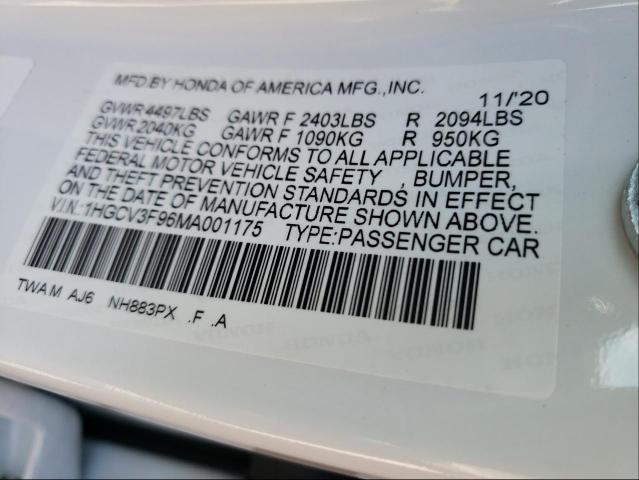 MFD.BY HONDA OF AMERICA MFG.,INC.
11/'20
GVWR 4497LBS GAWR F 2403LBS R 2094LBS
GVWR 2040KG GAWR F 1090KG R 950KG
THIS VEHICLE CONFORMS TO ALL APPLICABLE
FEDERAL MOTOR VEHICLE SAFETY , BUMPER,
AND THEFT PREVENTION STANDARDS IN EFFECT
ON THE DATE OF MANUFACTURE SHOWN ABOVE.
V.I.N.:1HGCV3F96MA001175 TYPE:PASSENGER CAR
TWAM AJ6 NH883PX .F .A